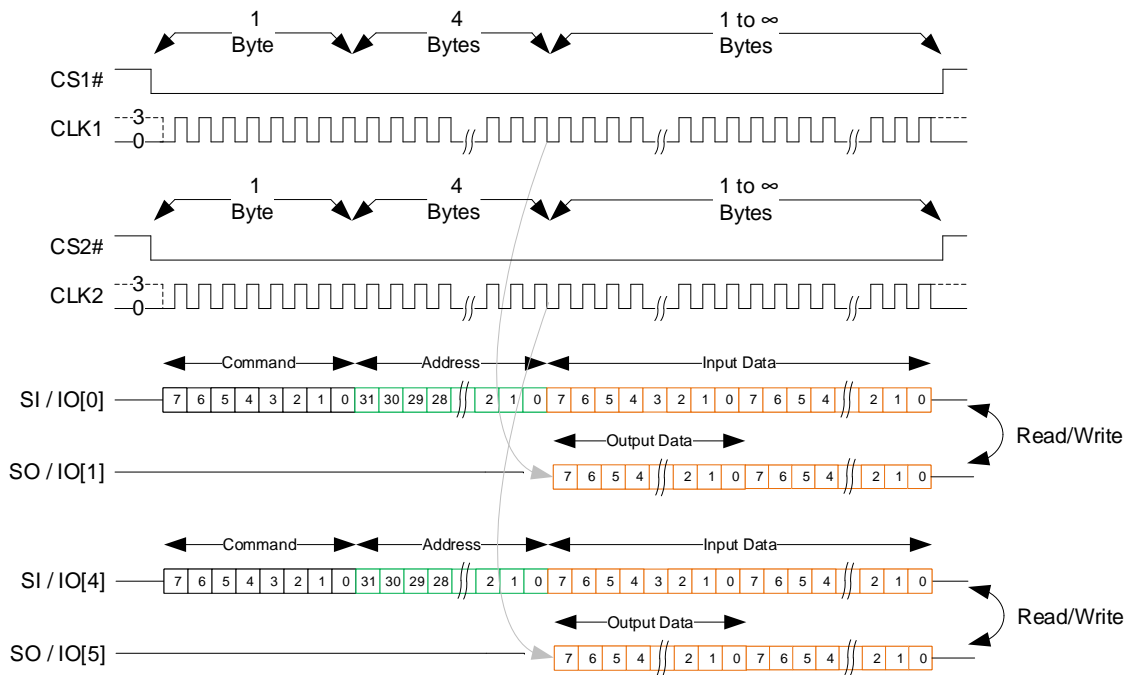 1 Byte 4 Bytes 1 to ∞ Bytes
CS1#
CLK1 3 0
1 Byte 4 Bytes 1 to ∞ Bytes
CS2#
CLK2 3 0
Command Address Input Data
SI / IO[0] 7 6 5 4 3 2 1 0 31 30 29 28 2 1 0 7 6 5 4 3 2 1 0 7 6 5 4 2 1 0
Read/Write
Output Data
SO / IO[1] 7 6 5 4 2 1 0 7 6 5 4 2 1 0
Command Address Input Data
SI / IO[4] 7 6 5 4 3 2 1 0 31 30 29 28 2 1 0 7 6 5 4 3 2 1 0 7 6 5 4 2 1 0
Read/Write
Output Data
SO / IO[5] 7 6 5 4 2 1 0 7 6 5 4 2 1 0